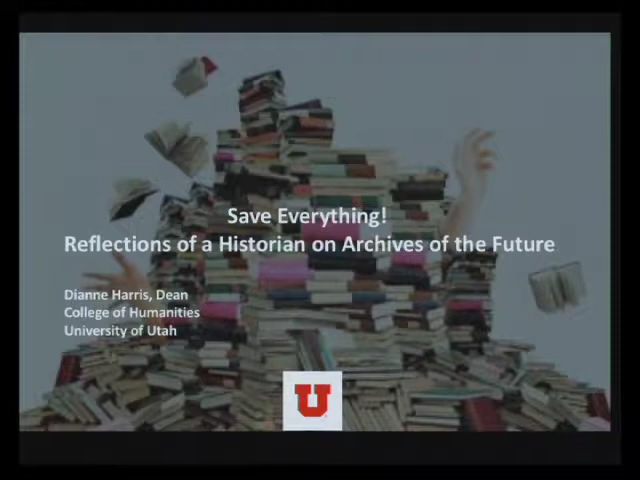 Save Everything!
Reflections of a Historian on Archives of the Future
Dianne Harris, Dean
College of Humanities
University of Utah
U